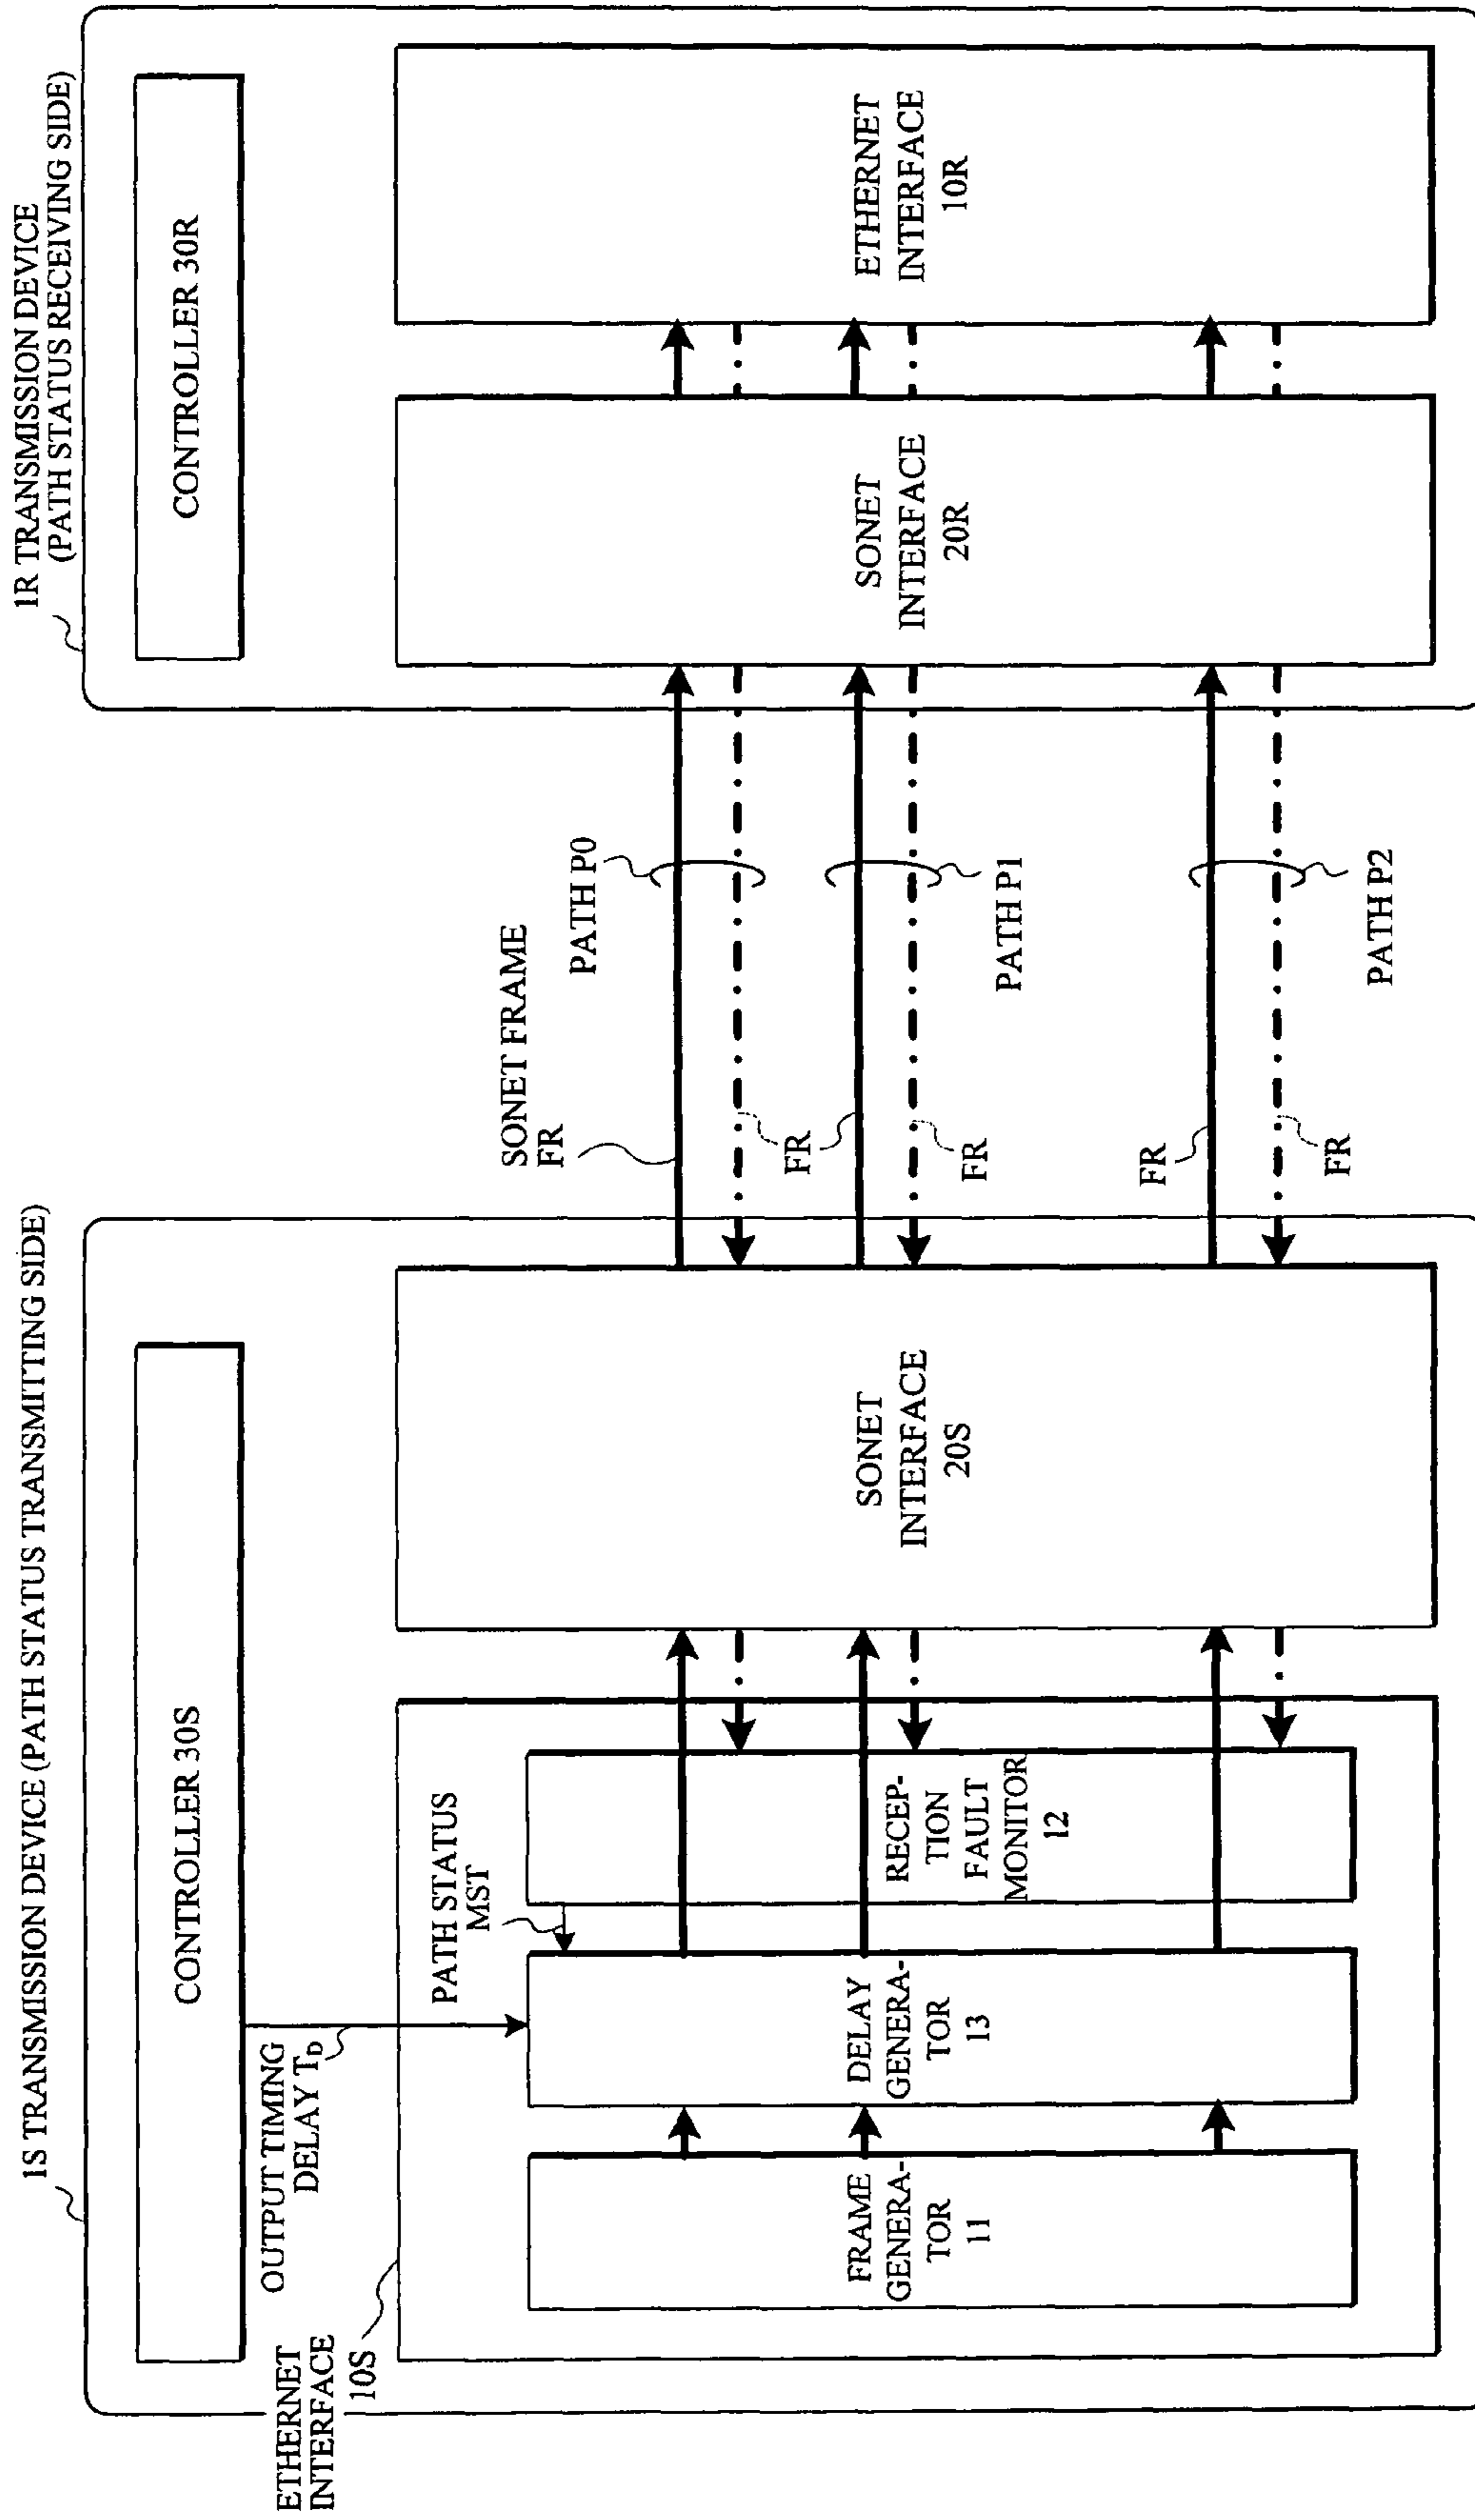 1S TRANSMISSION DEVICE (PATH STATUS TRANSMITTING SIDE)
CONTROLLER 30S
OUTPUT TIMING
DELAY TD
ETHERNET
INTERFACE
10S
PATH STATUS
MST
FRAME
GENERA-
TOR
11
DELAY
GENERA-
TOR
13
RECEP-
TION
FAULT
MONITOR
12
SONET
INTERFACE
20S
SONET FRAME
FR
PATH P0
FR
PATH P1
FR
FR
PATH P2
FR
1R TRANSMISSION DEVICE
(PATH STATUS RECEIVING SIDE)
CONTROLLER 30R
SONET
INTERFACE
20R
ETHERNET
INTERFACE
10R